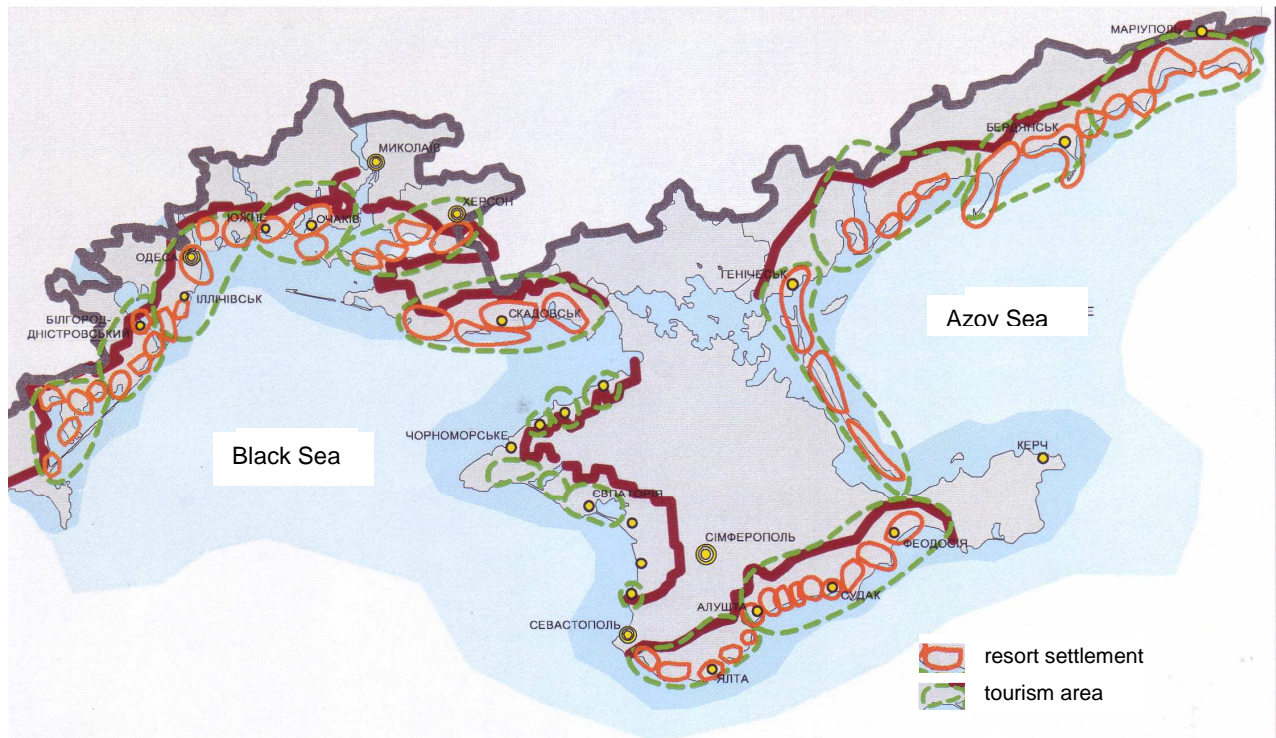 МАРІУПОЛЬ
БЕРДЯНСЬК
МИКОЛАЇВ
ХЕРСОН
ЮЖНЕ
ОЧАКІВ
ОДЕСА
ІЛЛІЧІВСЬК
БІЛГОРОД-
ДНІСТРОВСЬКИЙ
ГЕНІЧЕСЬК
СКАДОВСЬК
Azov Sea
Е
ЧОРНОМОРСЬКЕ
Black Sea
КЕРЧ
ЄВПАТОРІЯ
СІМФЕРОПОЛЬ
ФЕОДОСІЯ
СУДАК
АЛУШТА
СЕВАСТОПОЛЬ
ЯЛТА
resort settlement
tourism area